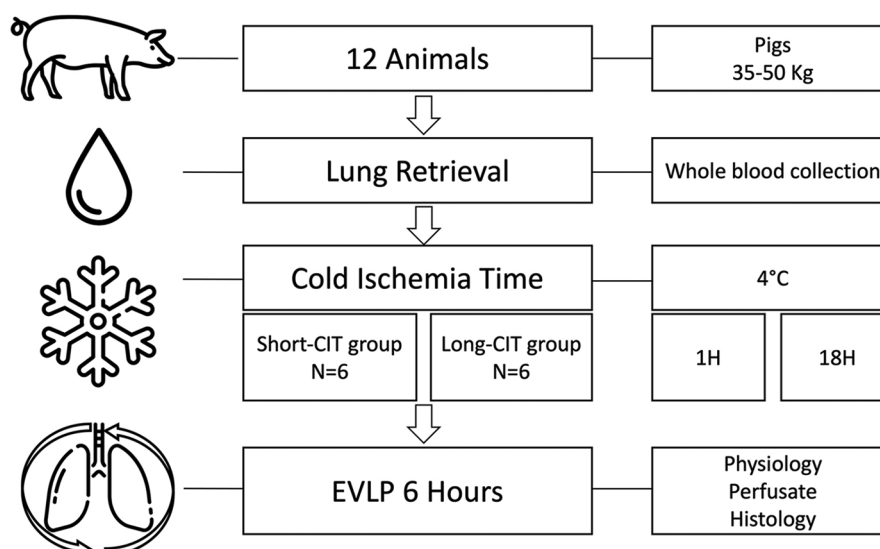 12 Animals
Pigs
35-50 Kg
Lung Retrieval
Whole blood collection
Cold Ischemia Time
4°C
Short-CIT group
N=6
Long-CIT group
N=6
1H
18H
EVLP 6 Hours
Physiology
Perfusate
Histology